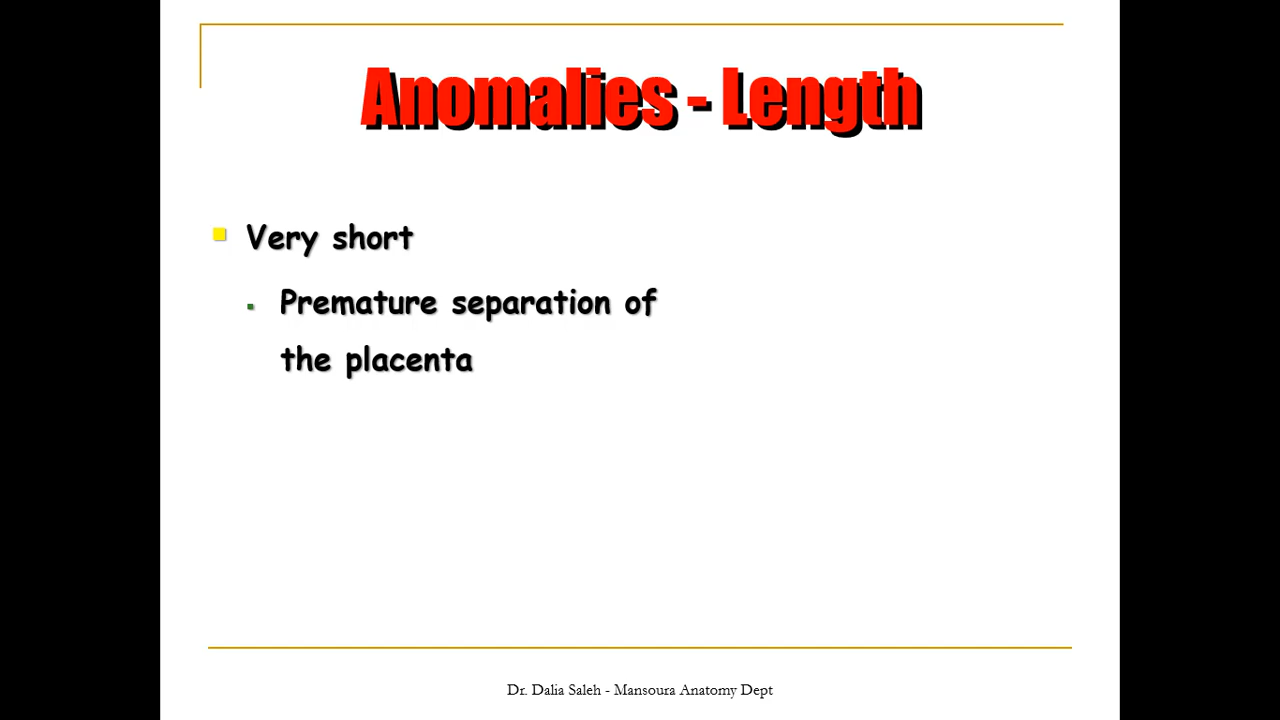 Anomalies - Length
Very short
Premature separation of
the placenta
Dr. Dalia Saleh - Mansoura Anatomy Dept